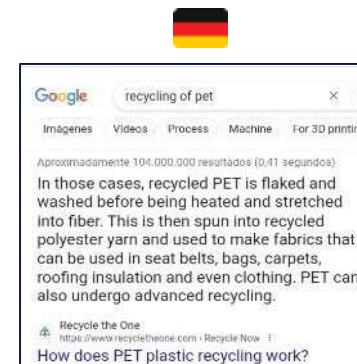 Google
recycling of pet ×
Imágenes Videos Process Machine For 3D printin
Aproximadamente 104.000.000 resultados (0,41 segundos)
In those cases, recycled PET is flaked and
washed before being heated and stretched
into fiber. This is then spun into recycled
polyester yarn and used to make fabrics that
can be used in seat belts, bags, carpets,
roofing insulation and even clothing. PET can
also undergo advanced recycling.
Recycle the One
https://www.recycletheone.com › Recycle Now
How does PET plastic recycling work?